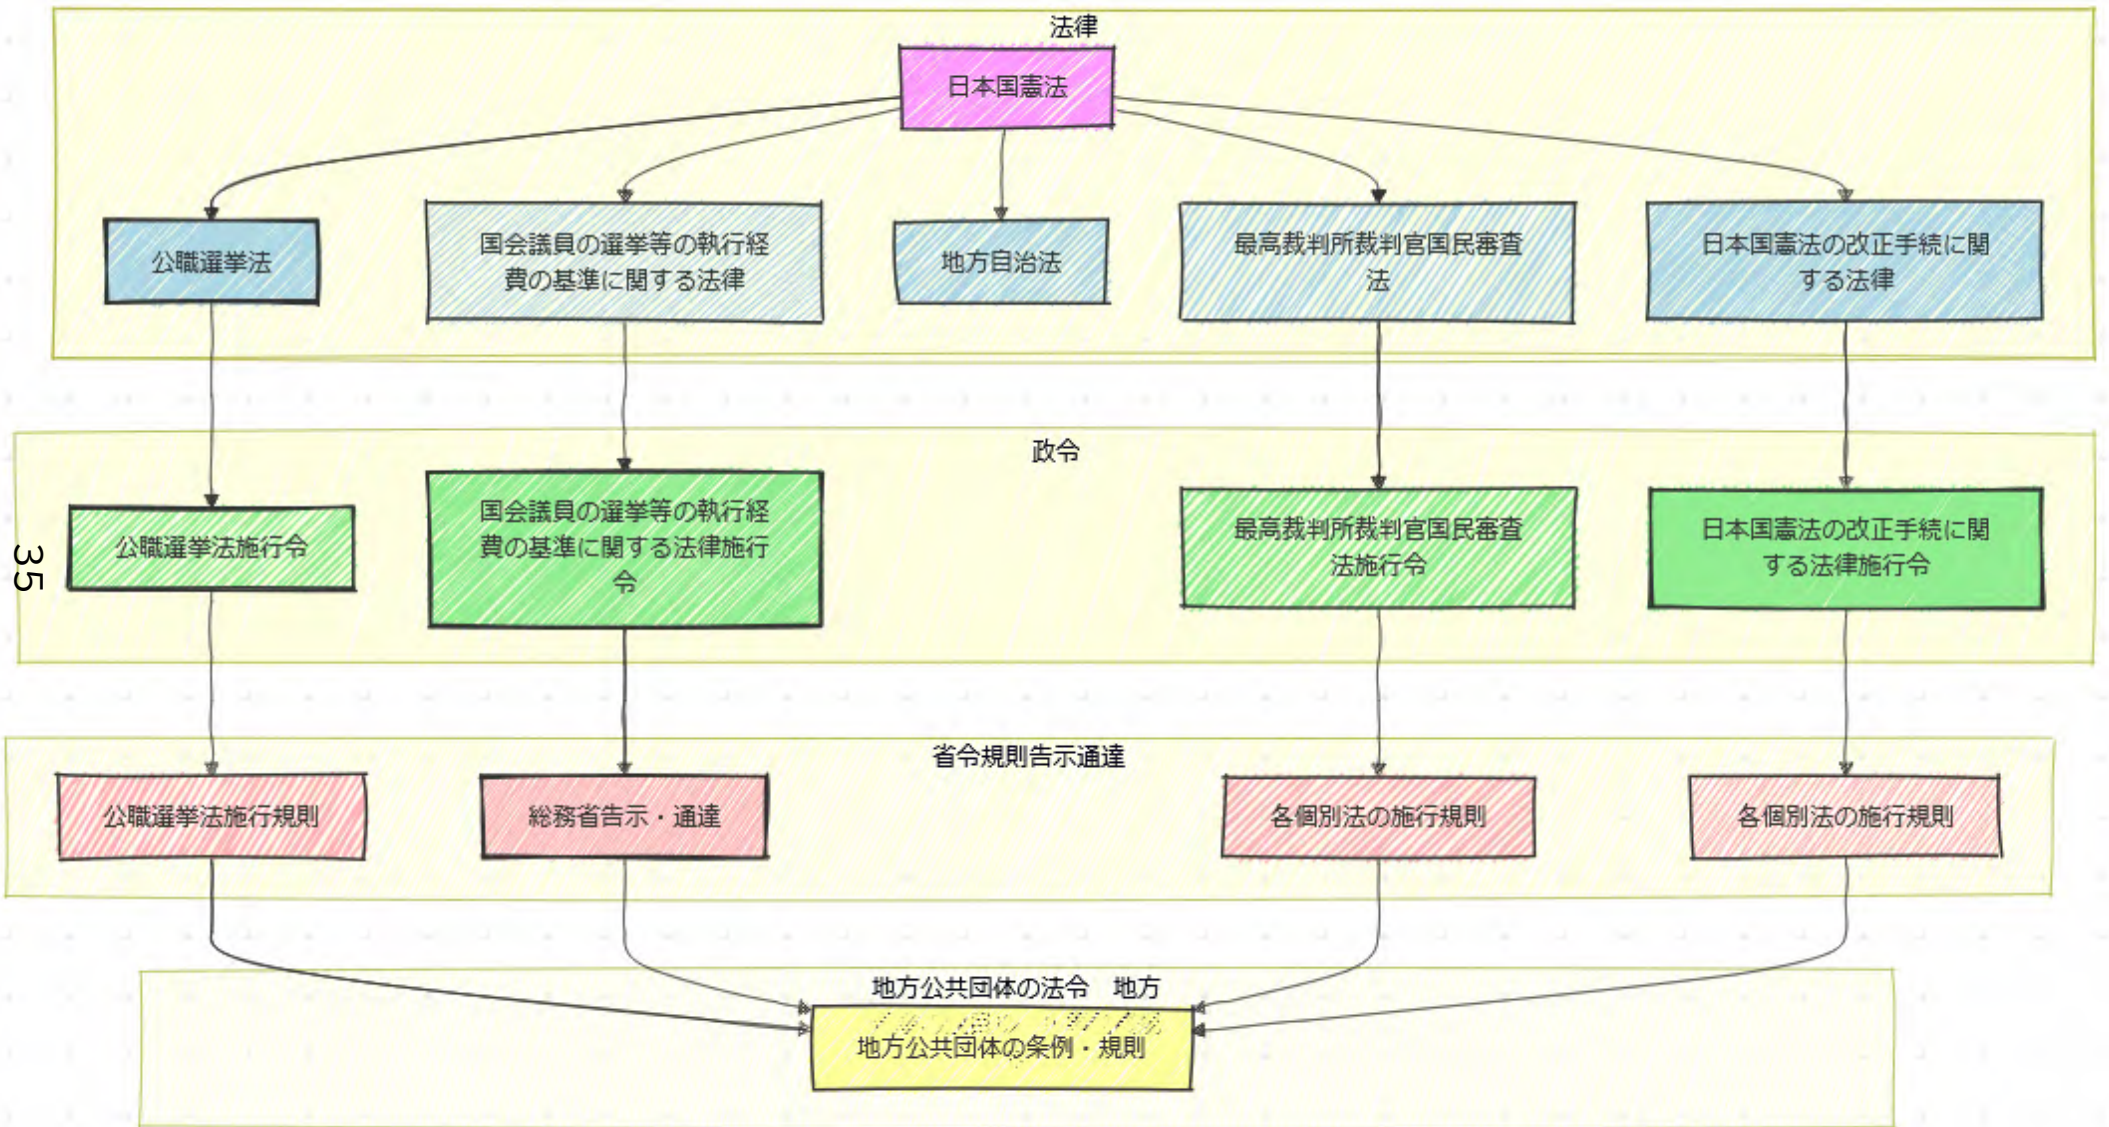 法律
日本国憲法
公職選挙法
国会議員の選挙等の執行経
費の基準に関する法律
地方自治法
最高裁判所裁判官国民審査
法
日本国憲法の改正手続に関
する法律
政令
公職選挙法施行令
国会議員の選挙等の執行経
費の基準に関する法律施行
令
最高裁判所裁判官国民審査
法施行令
日本国憲法の改正手続に関
する法律施行令
35
省令規則告示通達
公職選挙法施行規則
総務省告示・通達
各個別法の施行規則
各個別法の施行規則
地方公共団体の法令　地方
地方公共団体の条例・規則